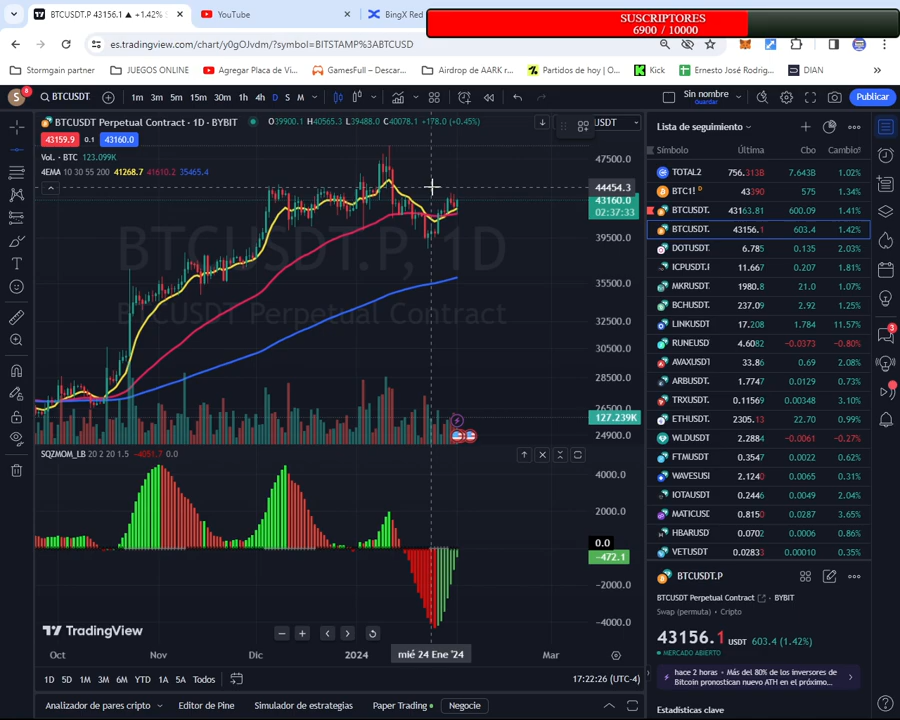 BTCUSDT.P 43156.1 ▲ +1.42%
YouTube
BingX Red
SUSCRIPTORES
6900 / 10000
es.tradingview.com/chart/y0gOJvdm/?symbol=BITSTAMP%3ABTCUSD
Stormgain partner
JUEGOS ONLINE
Agregar Placa de Vi...
GamesFull – Descar...
Airdrop de AARK r...
Partidos de hoy | O...
Kick
Ernesto José Rodrig...
DIAN
S 8
BTCUSDT.
1m 3m 5m 15m 30m 1h 4h D S M
Sin nombre
Guardar
Publicar
BTCUSDT Perpetual Contract · 1D · BYBIT
O39900.1 H40565.3 L39488.0 C40078.1 +178.0 (+0.45%)
USDT
43159.9 0.1 43160.0
Vol. · BTC 123.099K
4EMA 10 30 55 200 41268.7 41610.2 35465.4
47500.0
44454.3
43160.0
02:37:33
39500.0
35500.0
32500.0
30500.0
28500.0
26500.0
127.239K
24900.0
BTCUSDT.P, 1D
BTCUSDT Perpetual Contract
SQZMOM_LB 20 2 20 1.5 −4051.7 0.0
4000.0
2000.0
0.0
−472.1
−2000.0
−4000.0
TradingView
Oct Nov Dic 2024 mié 24 Ene '24 Mar
1D 5D 1M 3M 6M YTD 1A 5A Todos
17:22:26 (UTC-4)
Analizador de pares cripto
Editor de Pine
Simulador de estrategias
Paper Trading
Negocie
Lista de seguimiento
Símbolo Última Cbo Cambio%
TOTAL2 756.313B 7.643B 1.02%
BTC1! D 43390 575 1.34%
BTCUSDT. 43163.81 600.09 1.41%
BTCUSDT. 43156.1 603.4 1.42%
DOTUSDT. 6.785 0.135 2.03%
ICPUSDT.I 11.667 0.207 1.81%
MKRUSDT. 1980.8 21.0 1.07%
BCHUSDT. 237.09 2.92 1.25%
LINKUSDT 17.208 1.784 11.57%
RUNEUSD 4.6082 −0.0373 −0.80%
AVAXUSDT 33.86 0.69 2.08%
ARBUSDT. 1.7747 0.0129 0.73%
TRXUSDT. 0.11569 0.00348 3.10%
ETHUSDT. 2305.13 22.70 0.99%
WLDUSDT 2.2884 −0.0061 −0.27%
FTMUSDT 0.3547 0.0022 0.62%
WAVESUSI 2.1240 0.0065 0.31%
IOTAUSDT 0.2446 0.0049 2.04%
MATICUSC 0.8150 0.0287 3.65%
HBARUSD 0.0702 0.0006 0.86%
VETUSDT 0.02833 0.00010 0.35%
3
BTCUSDT.P
BTCUSDT Perpetual Contract · BYBIT
Swap (permuta) · Cripto
43156.1 USDT 603.4 (1.42%)
MERCADO ABIERTO
hace 2 horas · Más del 80% de los inversores de
Bitcoin pronostican nuevo ATH en el próximo...
Estadísticas clave